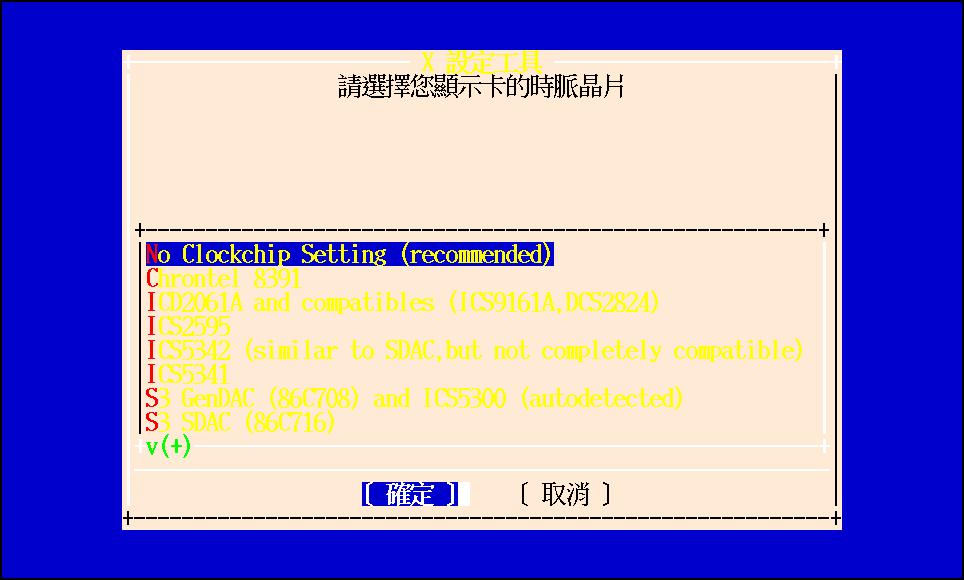 X 設定工具
請選擇您顯示卡的時脈晶片
No Clockchip Setting (recommended)
Chrontel 8391
ICD2061A and compatibles (ICS9161A,DCS2824)
ICS2595
ICS5342 (similar to SDAC,but not completely compatible)
ICS5341
S3 GenDAC (86C708) and ICS5300 (autodetected)
S3 SDAC (86C716)
v(+)
[ 確定 ] [ 取消 ]